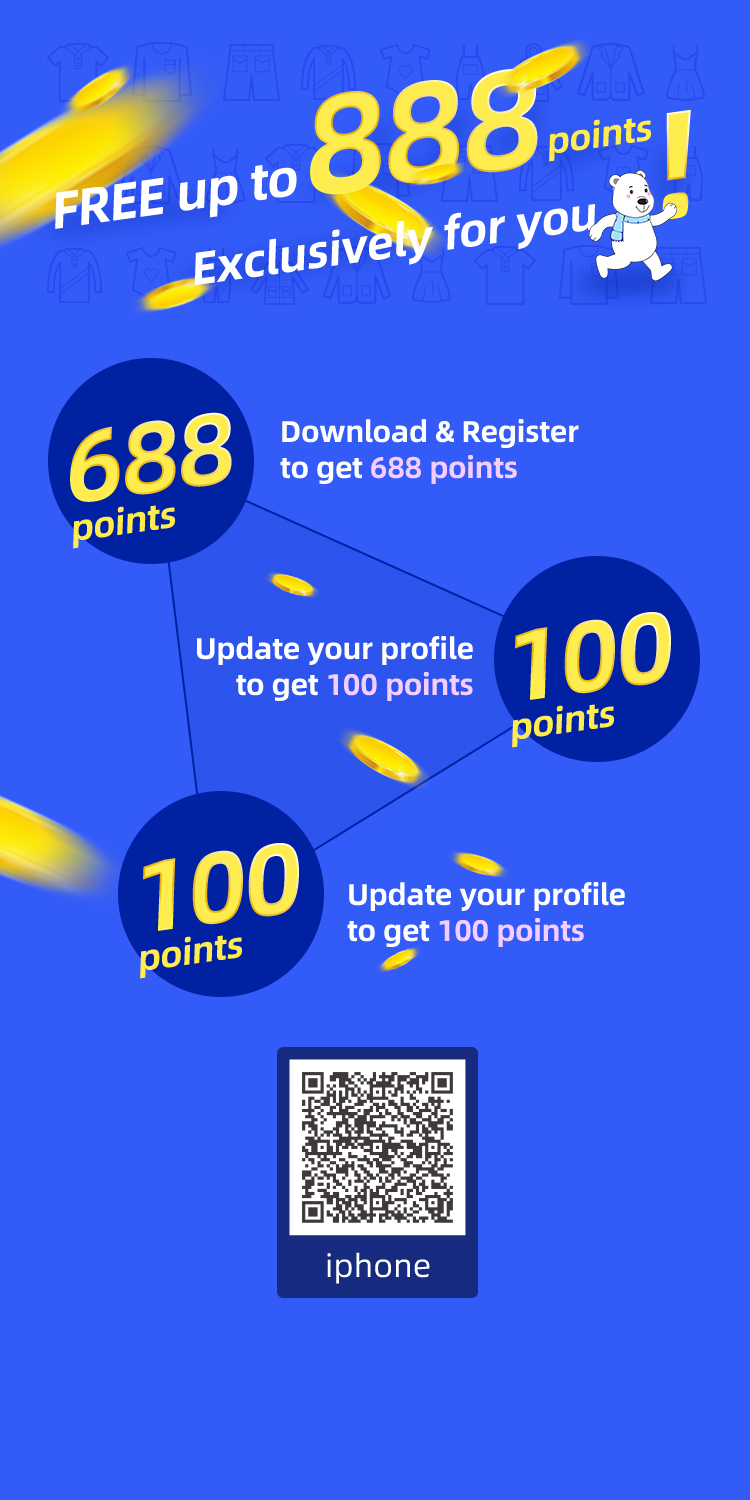 FREE up to 888 points!
Exclusively for you
688
points
Download & Register
to get 688 points
Update your profile
to get 100 points
100
points
100
points
Update your profile
to get 100 points
iphone